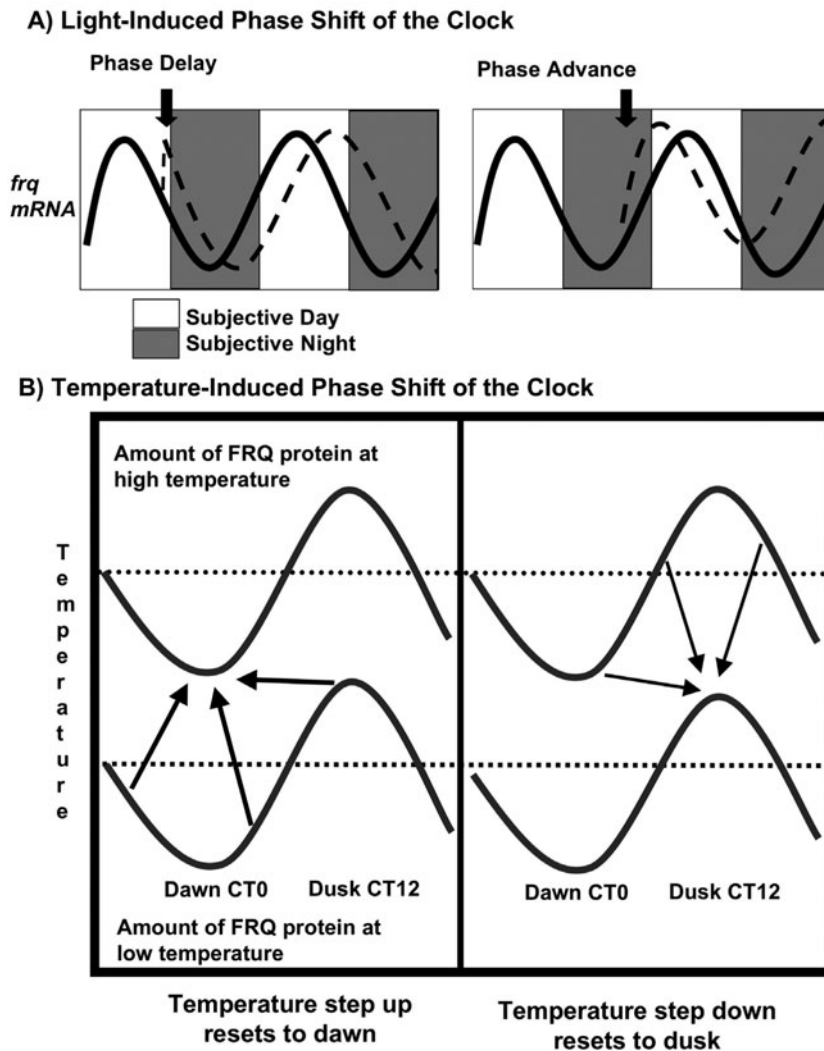 A) Light-Induced Phase Shift of the Clock
Phase Delay
Phase Advance
frq
mRNA
Subjective Day
Subjective Night
B) Temperature-Induced Phase Shift of the Clock
Amount of FRQ protein at
high temperature
Temperature
Dawn CT0
Dusk CT12
Dawn CT0
Dusk CT12
Amount of FRQ protein at
low temperature
Temperature step up
resets to dawn
Temperature step down
resets to dusk